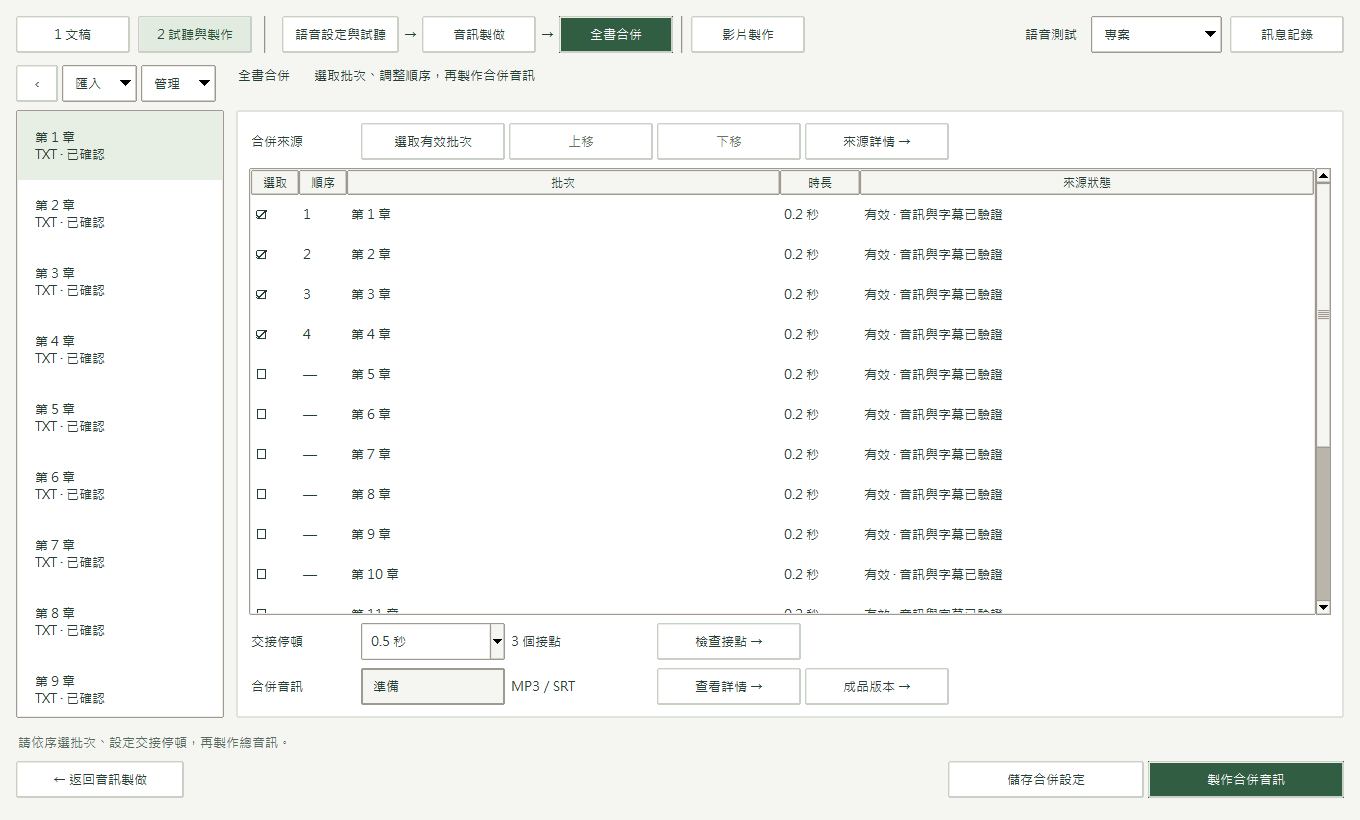 1 文稿 2 試聽與製作 語音設定與試聽 → 音訊製做 → 全書合併 影片製作 語音測試 專案 訊息記錄
‹ 匯入 管理 全書合併 選取批次、調整順序，再製作合併音訊
第 1 章
TXT · 已確認
第 2 章
TXT · 已確認
第 3 章
TXT · 已確認
第 4 章
TXT · 已確認
第 5 章
TXT · 已確認
第 6 章
TXT · 已確認
第 7 章
TXT · 已確認
第 8 章
TXT · 已確認
第 9 章
TXT · 已確認
合併來源 選取有效批次 上移 下移 來源詳情 →
選取 順序 批次 時長 來源狀態
1 第 1 章 0.2 秒 有效 · 音訊與字幕已驗證
2 第 2 章 0.2 秒 有效 · 音訊與字幕已驗證
3 第 3 章 0.2 秒 有效 · 音訊與字幕已驗證
4 第 4 章 0.2 秒 有效 · 音訊與字幕已驗證
— 第 5 章 0.2 秒 有效 · 音訊與字幕已驗證
— 第 6 章 0.2 秒 有效 · 音訊與字幕已驗證
— 第 7 章 0.2 秒 有效 · 音訊與字幕已驗證
— 第 8 章 0.2 秒 有效 · 音訊與字幕已驗證
— 第 9 章 0.2 秒 有效 · 音訊與字幕已驗證
— 第 10 章 0.2 秒 有效 · 音訊與字幕已驗證
交接停頓 0.5 秒 3 個接點 檢查接點 →
合併音訊 準備 MP3 / SRT 查看詳情 → 成品版本 →
請依序選批次、設定交接停頓，再製作總音訊。
← 返回音訊製做 儲存合併設定 製作合併音訊